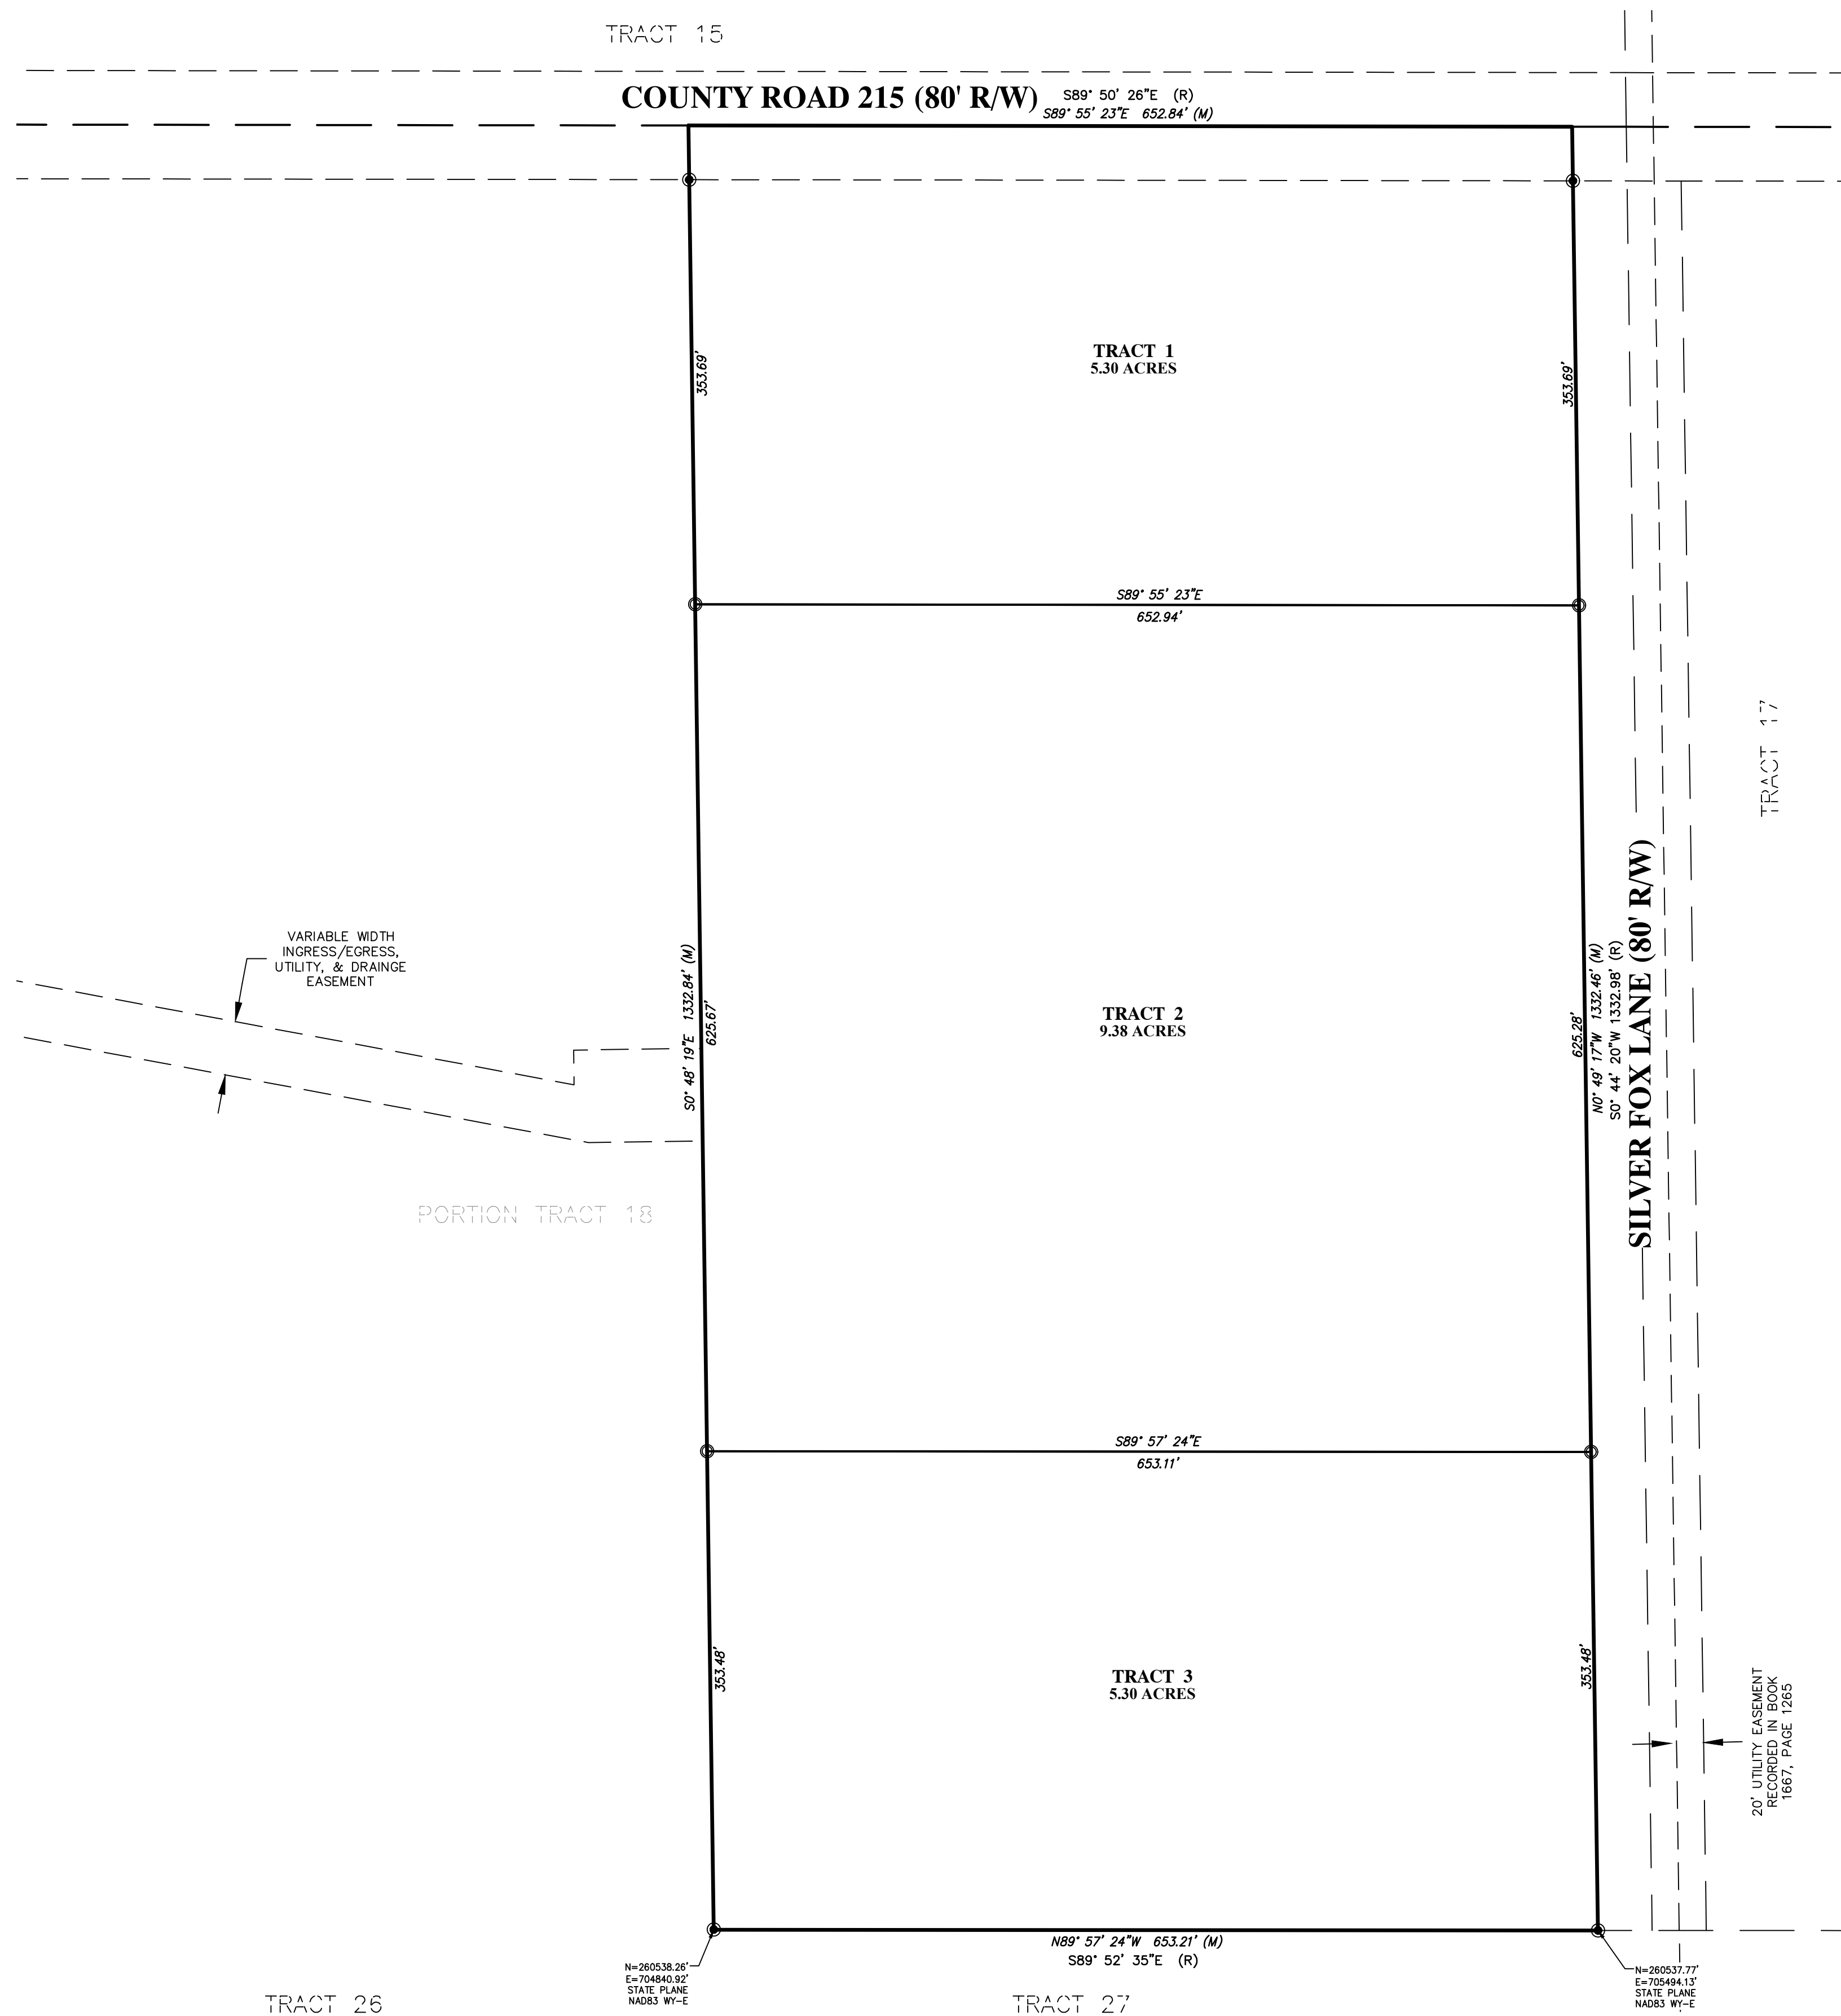 TRACT 15
COUNTY ROAD 215 (80' R/W)
S89° 50' 26"E (R)
S89° 55' 23"E 652.84' (M)
353.69'
TRACT 1
5.30 ACRES
353.69'
S89° 55' 23"E
652.94'
TRACT 17
VARIABLE WIDTH
INGRESS/EGRESS,
UTILITY, & DRAINGE
EASEMENT
S0° 48' 19"E 1332.84' (M)
625.67'
TRACT 2
9.38 ACRES
625.28'
N0° 49' 17"W 1332.46' (M)
S0° 44' 20"W 1332.98' (R)
SILVER FOX LANE (80' R/W)
PORTION TRACT 18
S89° 57' 24"E
653.11'
353.48'
TRACT 3
5.30 ACRES
353.48'
20' UTILITY EASEMENT
RECORDED IN BOOK
1667, PAGE 1265
N89° 57' 24"W 653.21' (M)
S89° 52' 35"E (R)
N=260538.26'
E=704840.92'
STATE PLANE
NAD83 WY-E
N=260537.77'
E=705494.13'
STATE PLANE
NAD83 WY-E
TRACT 26
TRACT 27